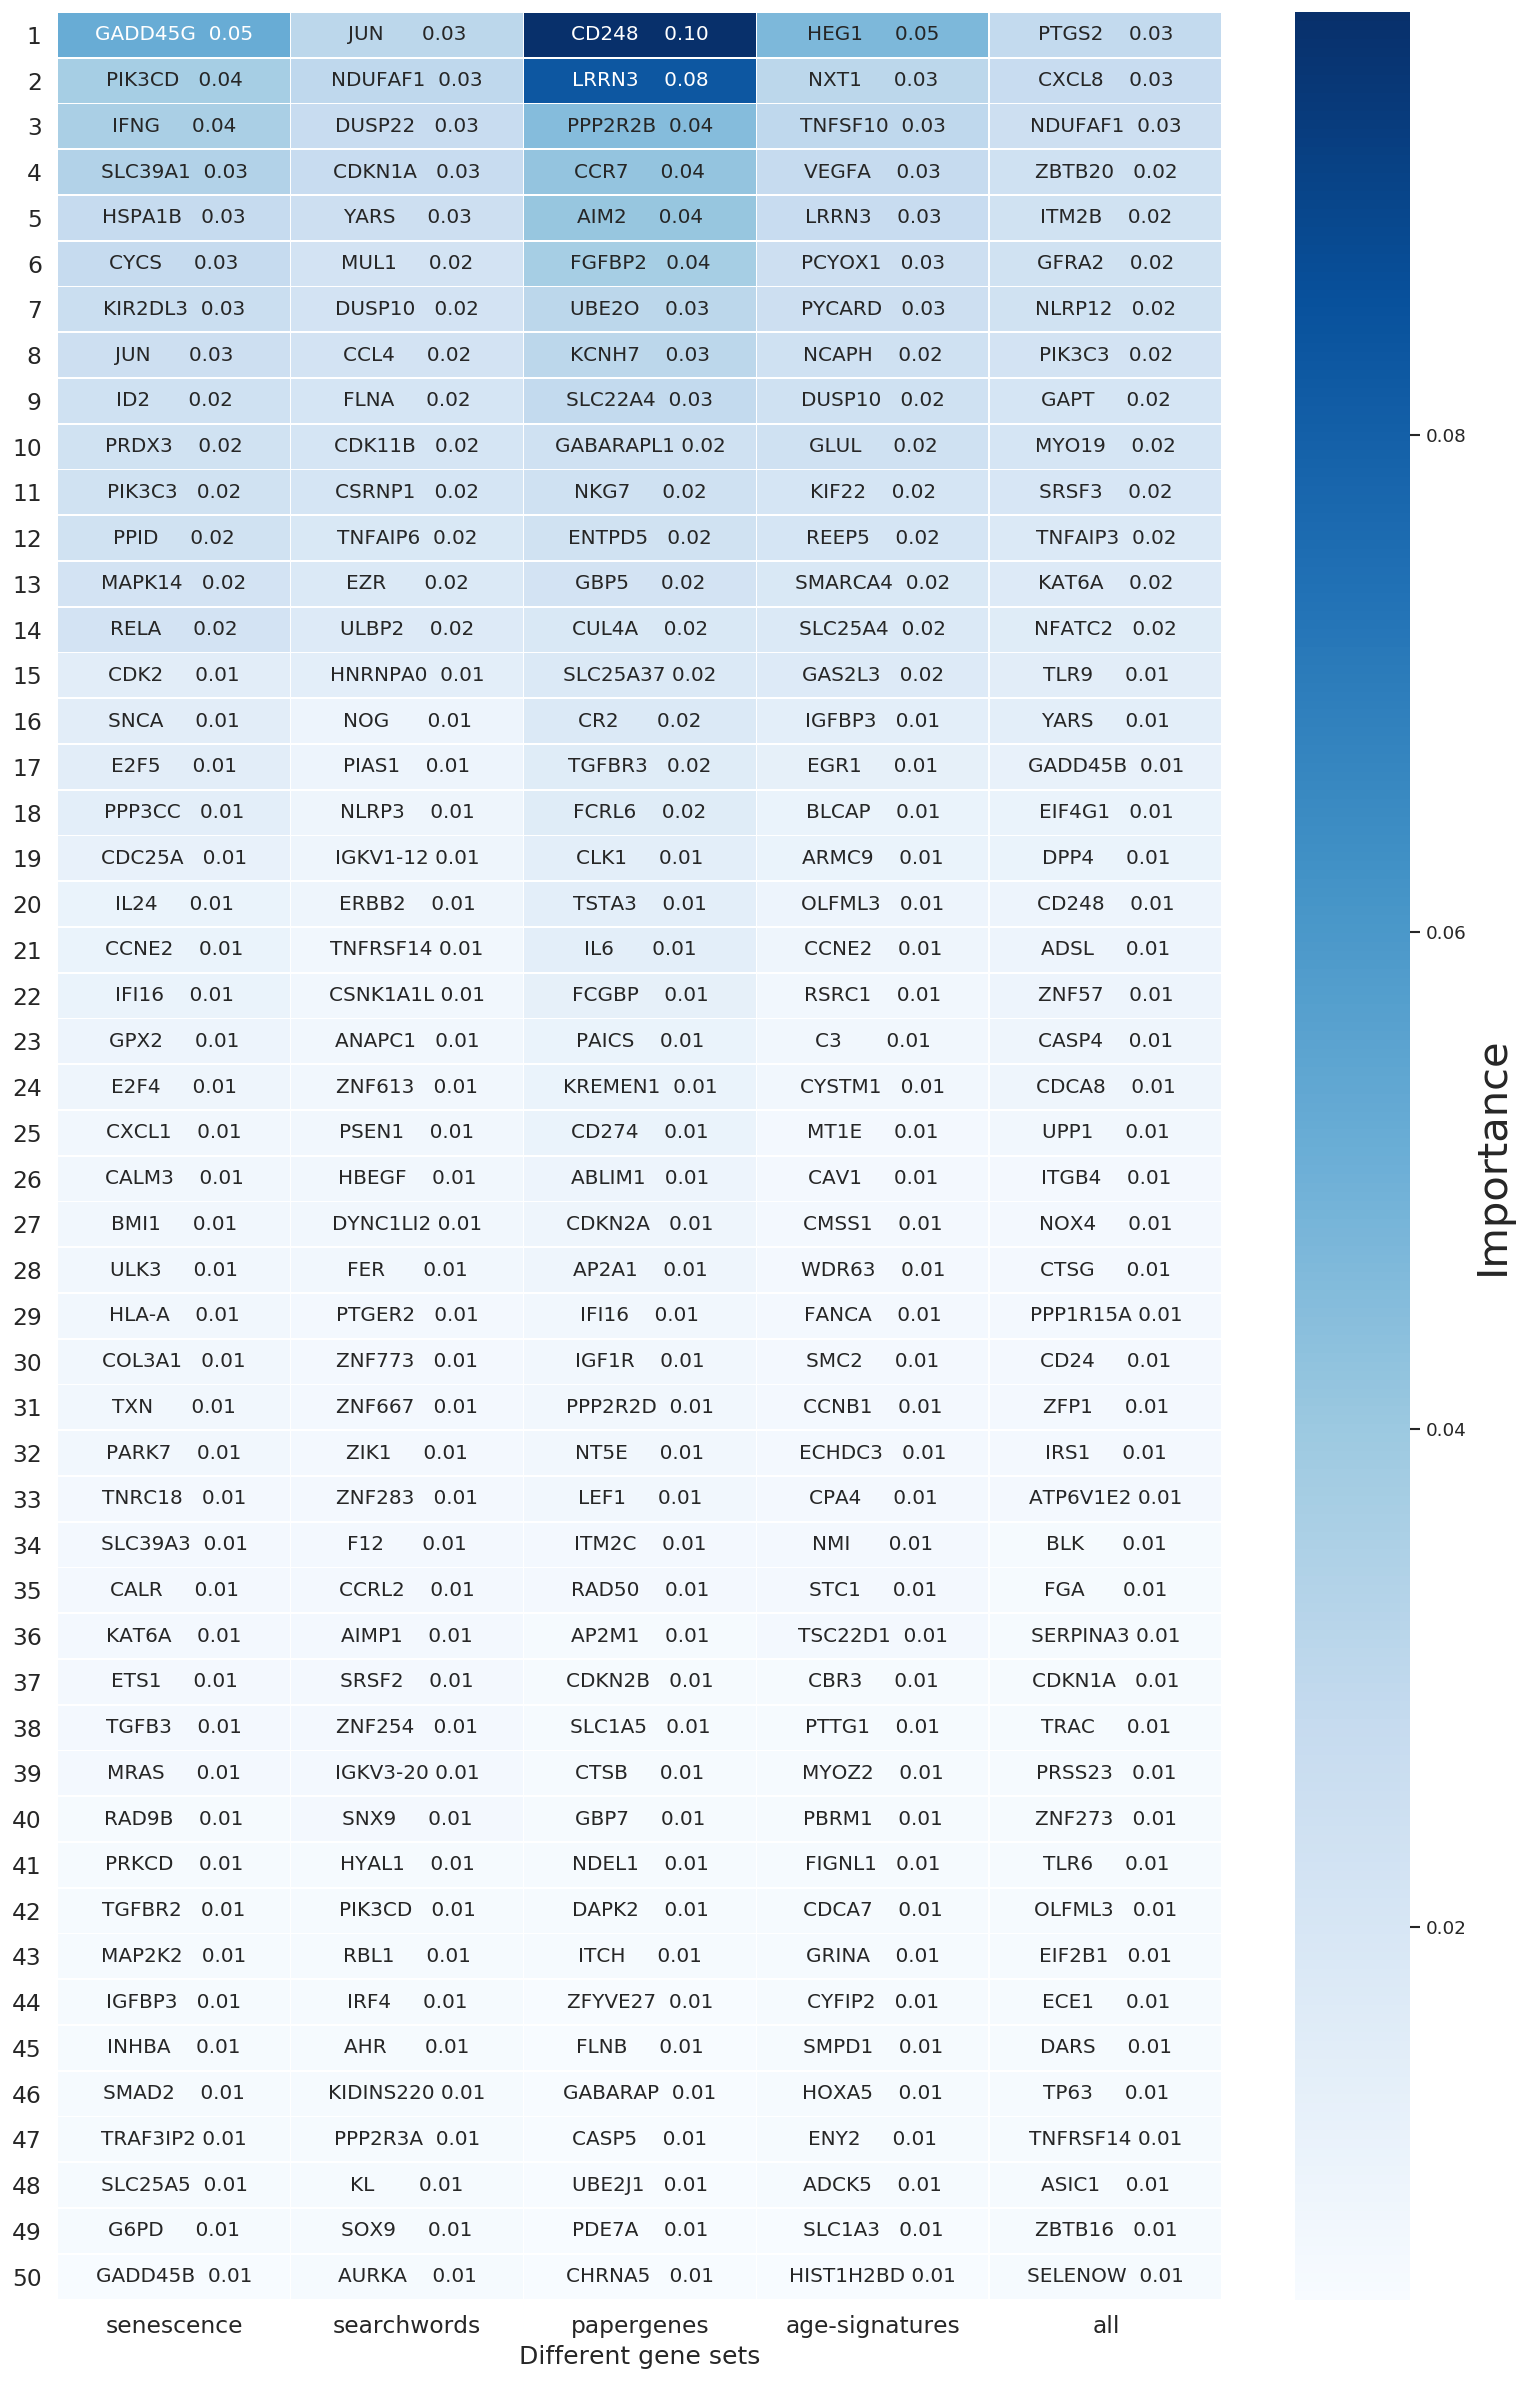 1 GADD45G 0.05 JUN 0.03 CD248 0.10 HEG1 0.05 PTGS2 0.03
2 PIK3CD 0.04 NDUFAF1 0.03 LRRN3 0.08 NXT1 0.03 CXCL8 0.03
3 IFNG 0.04 DUSP22 0.03 PPP2R2B 0.04 TNFSF10 0.03 NDUFAF1 0.03
4 SLC39A1 0.03 CDKN1A 0.03 CCR7 0.04 VEGFA 0.03 ZBTB20 0.02
5 HSPA1B 0.03 YARS 0.03 AIM2 0.04 LRRN3 0.03 ITM2B 0.02
6 CYCS 0.03 MUL1 0.02 FGFBP2 0.04 PCYOX1 0.03 GFRA2 0.02
7 KIR2DL3 0.03 DUSP10 0.02 UBE2O 0.03 PYCARD 0.03 NLRP12 0.02
8 JUN 0.03 CCL4 0.02 KCNH7 0.03 NCAPH 0.02 PIK3C3 0.02
9 ID2 0.02 FLNA 0.02 SLC22A4 0.03 DUSP10 0.02 GAPT 0.02
10 PRDX3 0.02 CDK11B 0.02 GABARAPL1 0.02 GLUL 0.02 MYO19 0.02
11 PIK3C3 0.02 CSRNP1 0.02 NKG7 0.02 KIF22 0.02 SRSF3 0.02
12 PPID 0.02 TNFAIP6 0.02 ENTPD5 0.02 REEP5 0.02 TNFAIP3 0.02
13 MAPK14 0.02 EZR 0.02 GBP5 0.02 SMARCA4 0.02 KAT6A 0.02
14 RELA 0.02 ULBP2 0.02 CUL4A 0.02 SLC25A4 0.02 NFATC2 0.02
15 CDK2 0.01 HNRNPA0 0.01 SLC25A37 0.02 GAS2L3 0.02 TLR9 0.01
16 SNCA 0.01 NOG 0.01 CR2 0.02 IGFBP3 0.01 YARS 0.01
17 E2F5 0.01 PIAS1 0.01 TGFBR3 0.02 EGR1 0.01 GADD45B 0.01
18 PPP3CC 0.01 NLRP3 0.01 FCRL6 0.02 BLCAP 0.01 EIF4G1 0.01
19 CDC25A 0.01 IGKV1-12 0.01 CLK1 0.01 ARMC9 0.01 DPP4 0.01
20 IL24 0.01 ERBB2 0.01 TSTA3 0.01 OLFML3 0.01 CD248 0.01
21 CCNE2 0.01 TNFRSF14 0.01 IL6 0.01 CCNE2 0.01 ADSL 0.01
22 IFI16 0.01 CSNK1A1L 0.01 FCGBP 0.01 RSRC1 0.01 ZNF57 0.01
23 GPX2 0.01 ANAPC1 0.01 PAICS 0.01 C3 0.01 CASP4 0.01
24 E2F4 0.01 ZNF613 0.01 KREMEN1 0.01 CYSTM1 0.01 CDCA8 0.01
25 CXCL1 0.01 PSEN1 0.01 CD274 0.01 MT1E 0.01 UPP1 0.01
26 CALM3 0.01 HBEGF 0.01 ABLIM1 0.01 CAV1 0.01 ITGB4 0.01
27 BMI1 0.01 DYNC1LI2 0.01 CDKN2A 0.01 CMSS1 0.01 NOX4 0.01
28 ULK3 0.01 FER 0.01 AP2A1 0.01 WDR63 0.01 CTSG 0.01
29 HLA-A 0.01 PTGER2 0.01 IFI16 0.01 FANCA 0.01 PPP1R15A 0.01
30 COL3A1 0.01 ZNF773 0.01 IGF1R 0.01 SMC2 0.01 CD24 0.01
31 TXN 0.01 ZNF667 0.01 PPP2R2D 0.01 CCNB1 0.01 ZFP1 0.01
32 PARK7 0.01 ZIK1 0.01 NT5E 0.01 ECHDC3 0.01 IRS1 0.01
33 TNRC18 0.01 ZNF283 0.01 LEF1 0.01 CPA4 0.01 ATP6V1E2 0.01
34 SLC39A3 0.01 F12 0.01 ITM2C 0.01 NMI 0.01 BLK 0.01
35 CALR 0.01 CCRL2 0.01 RAD50 0.01 STC1 0.01 FGA 0.01
36 KAT6A 0.01 AIMP1 0.01 AP2M1 0.01 TSC22D1 0.01 SERPINA3 0.01
37 ETS1 0.01 SRSF2 0.01 CDKN2B 0.01 CBR3 0.01 CDKN1A 0.01
38 TGFB3 0.01 ZNF254 0.01 SLC1A5 0.01 PTTG1 0.01 TRAC 0.01
39 MRAS 0.01 IGKV3-20 0.01 CTSB 0.01 MYOZ2 0.01 PRSS23 0.01
40 RAD9B 0.01 SNX9 0.01 GBP7 0.01 PBRM1 0.01 ZNF273 0.01
41 PRKCD 0.01 HYAL1 0.01 NDEL1 0.01 FIGNL1 0.01 TLR6 0.01
42 TGFBR2 0.01 PIK3CD 0.01 DAPK2 0.01 CDCA7 0.01 OLFML3 0.01
43 MAP2K2 0.01 RBL1 0.01 ITCH 0.01 GRINA 0.01 EIF2B1 0.01
44 IGFBP3 0.01 IRF4 0.01 ZFYVE27 0.01 CYFIP2 0.01 ECE1 0.01
45 INHBA 0.01 AHR 0.01 FLNB 0.01 SMPD1 0.01 DARS 0.01
46 SMAD2 0.01 KIDINS220 0.01 GABARAP 0.01 HOXA5 0.01 TP63 0.01
47 TRAF3IP2 0.01 PPP2R3A 0.01 CASP5 0.01 ENY2 0.01 TNFRSF14 0.01
48 SLC25A5 0.01 KL 0.01 UBE2J1 0.01 ADCK5 0.01 ASIC1 0.01
49 G6PD 0.01 SOX9 0.01 PDE7A 0.01 SLC1A3 0.01 ZBTB16 0.01
50 GADD45B 0.01 AURKA 0.01 CHRNA5 0.01 HIST1H2BD 0.01 SELENOW 0.01
senescence searchwords papergenes age-signatures all
Different gene sets
0.08
0.06
0.04
0.02
Importance